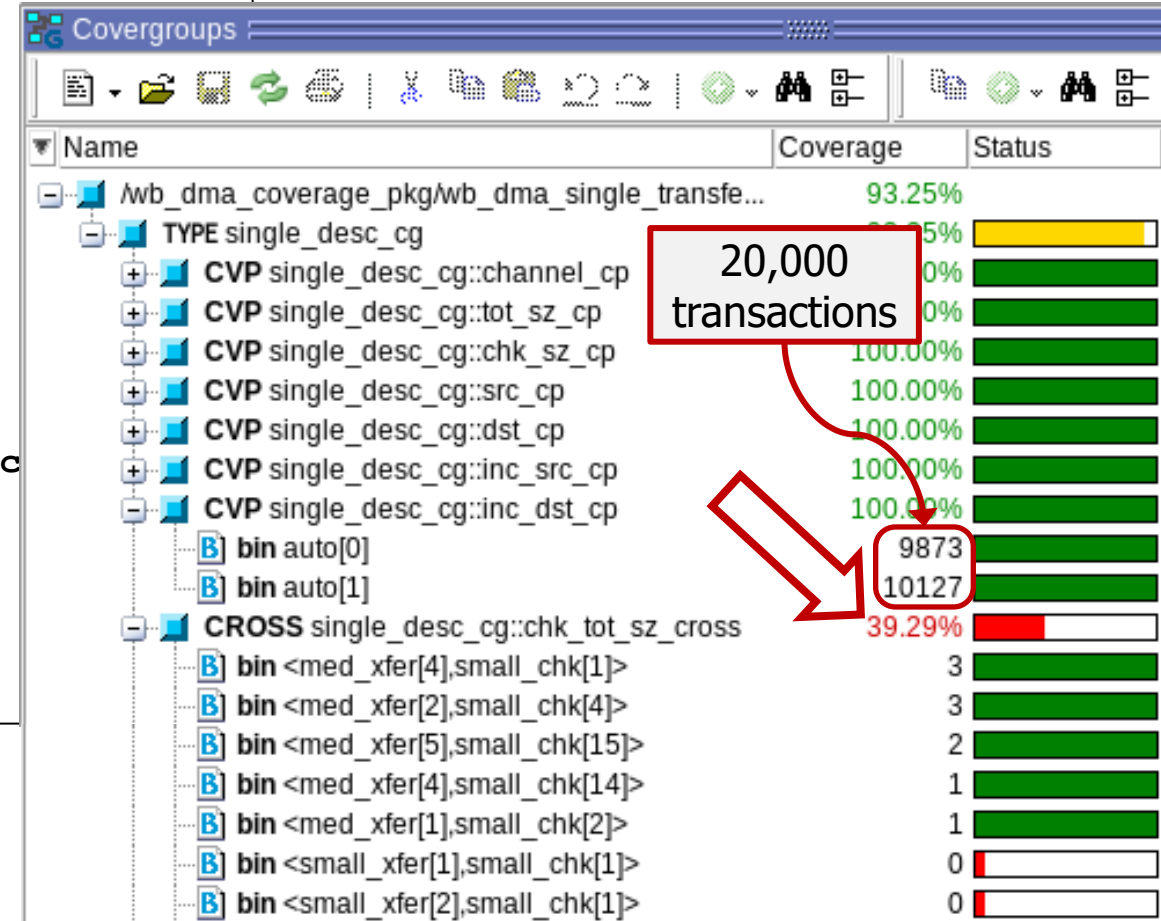 Covergroups
Name Coverage Status
/wb_dma_coverage_pkg/wb_dma_single_transfe... 93.25%
TYPE single_desc_cg 5%
CVP single_desc_cg::channel_cp 0%
20,000
transactions
CVP single_desc_cg::tot_sz_cp 0%
CVP single_desc_cg::chk_sz_cp 100.00%
CVP single_desc_cg::src_cp 100.00%
CVP single_desc_cg::dst_cp 100.00%
c
CVP single_desc_cg::inc_src_cp 100.00%
CVP single_desc_cg::inc_dst_cp 100.00%
B bin auto[0] 9873
B bin auto[1] 10127
CROSS single_desc_cg::chk_tot_sz_cross 39.29%
B bin <med_xfer[4],small_chk[1]> 3
B bin <med_xfer[2],small_chk[4]> 3
B bin <med_xfer[5],small_chk[15]> 2
B bin <med_xfer[4],small_chk[14]> 1
B bin <med_xfer[1],small_chk[2]> 1
B bin <small_xfer[1],small_chk[1]> 0
B bin <small_xfer[2],small_chk[1]> 0